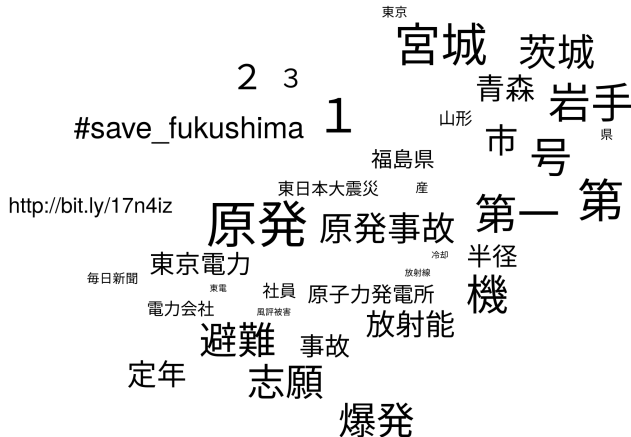 東京
宮城 茨城
2 3 青森 岩手
#save_fukushima 1 山形 市 県
福島県 号
東日本大震災 産 第
http://bit.ly/17n4iz 原発 原発事故 第一
東京電力 冷却 半径
毎日新聞 東電 社員 放射線 機
電力会社 風評被害 原子力発電所
避難 事故 放射能
定年 志願
爆発